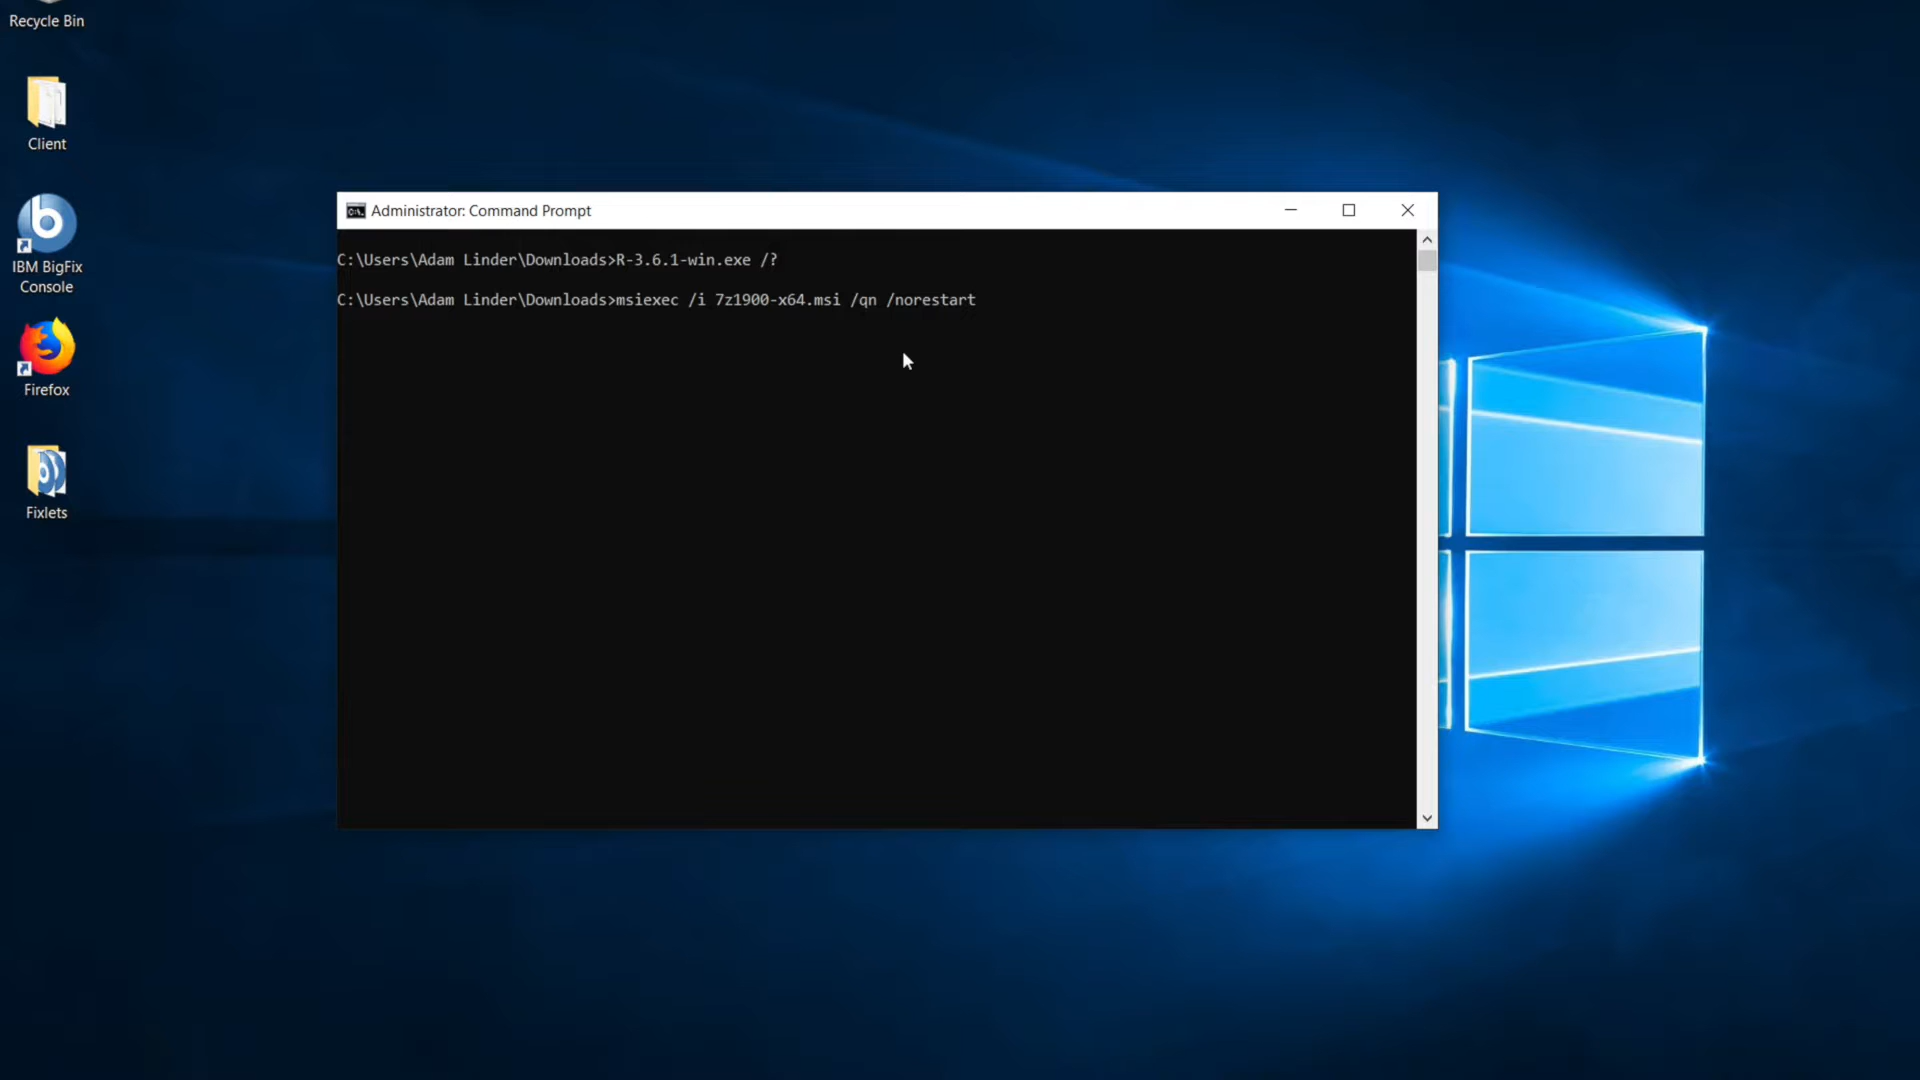 Recycle Bin
Client
IBM BigFix
Console
Firefox
Fixlets
Administrator: Command Prompt
C:\Users\Adam Linder\Downloads>R-3.6.1-win.exe /?
C:\Users\Adam Linder\Downloads>msiexec /i 7z1900-x64.msi /qn /norestart